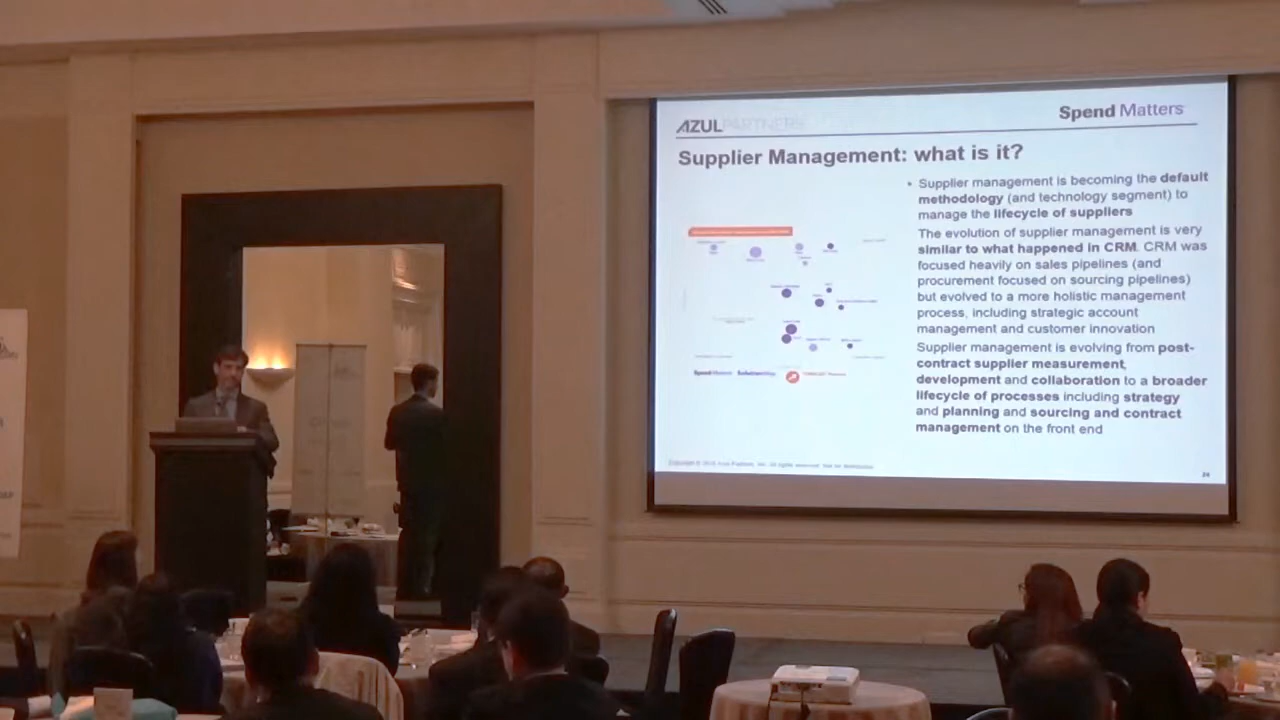 AZULPARTNERS
Spend Matters
Supplier Management: what is it?
• Supplier management is becoming the default
methodology (and technology segment) to
manage the lifecycle of suppliers
The evolution of supplier management is very
similar to what happened in CRM. CRM was
focused heavily on sales pipelines (and
procurement focused on sourcing pipelines)
but evolved to a more holistic management
process, including strategic account
management and customer innovation
Supplier management is evolving from post-
contract supplier measurement,
development and collaboration to a broader
lifecycle of processes including strategy
and planning and sourcing and contract
management on the front end
Spend Matters